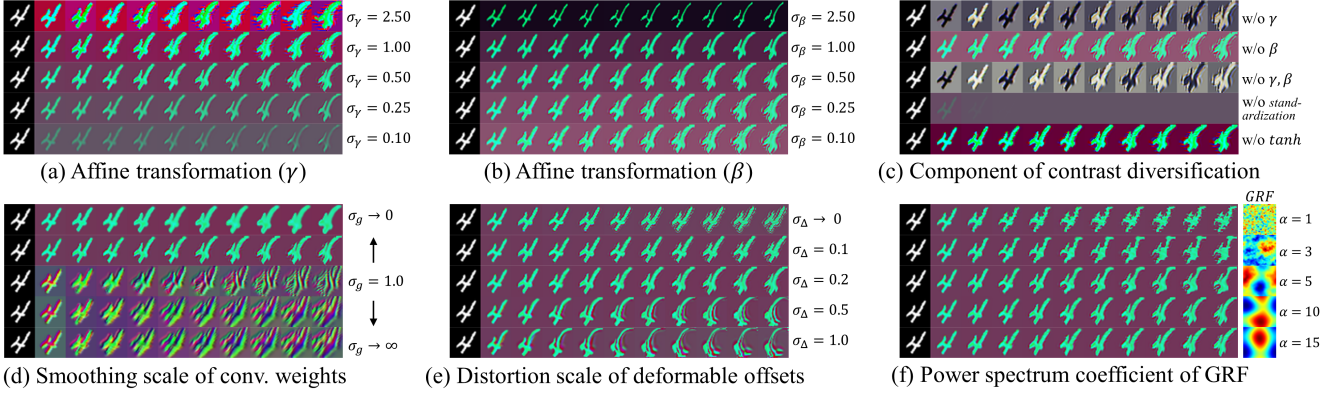 σγ = 2.50
σγ = 1.00
σγ = 0.50
σγ = 0.25
σγ = 0.10
(a) Affine transformation (γ)
σβ = 2.50
σβ = 1.00
σβ = 0.50
σβ = 0.25
σβ = 0.10
(b) Affine transformation (β)
w/o γ
w/o β
w/o γ, β
w/o stand-
ardization
w/o tanh
(c) Component of contrast diversification
σg → 0
σg = 1.0
σg → ∞
(d) Smoothing scale of conv. weights
σΔ → 0
σΔ = 0.1
σΔ = 0.2
σΔ = 0.5
σΔ = 1.0
(e) Distortion scale of deformable offsets
GRF
α = 1
α = 3
α = 5
α = 10
α = 15
(f) Power spectrum coefficient of GRF